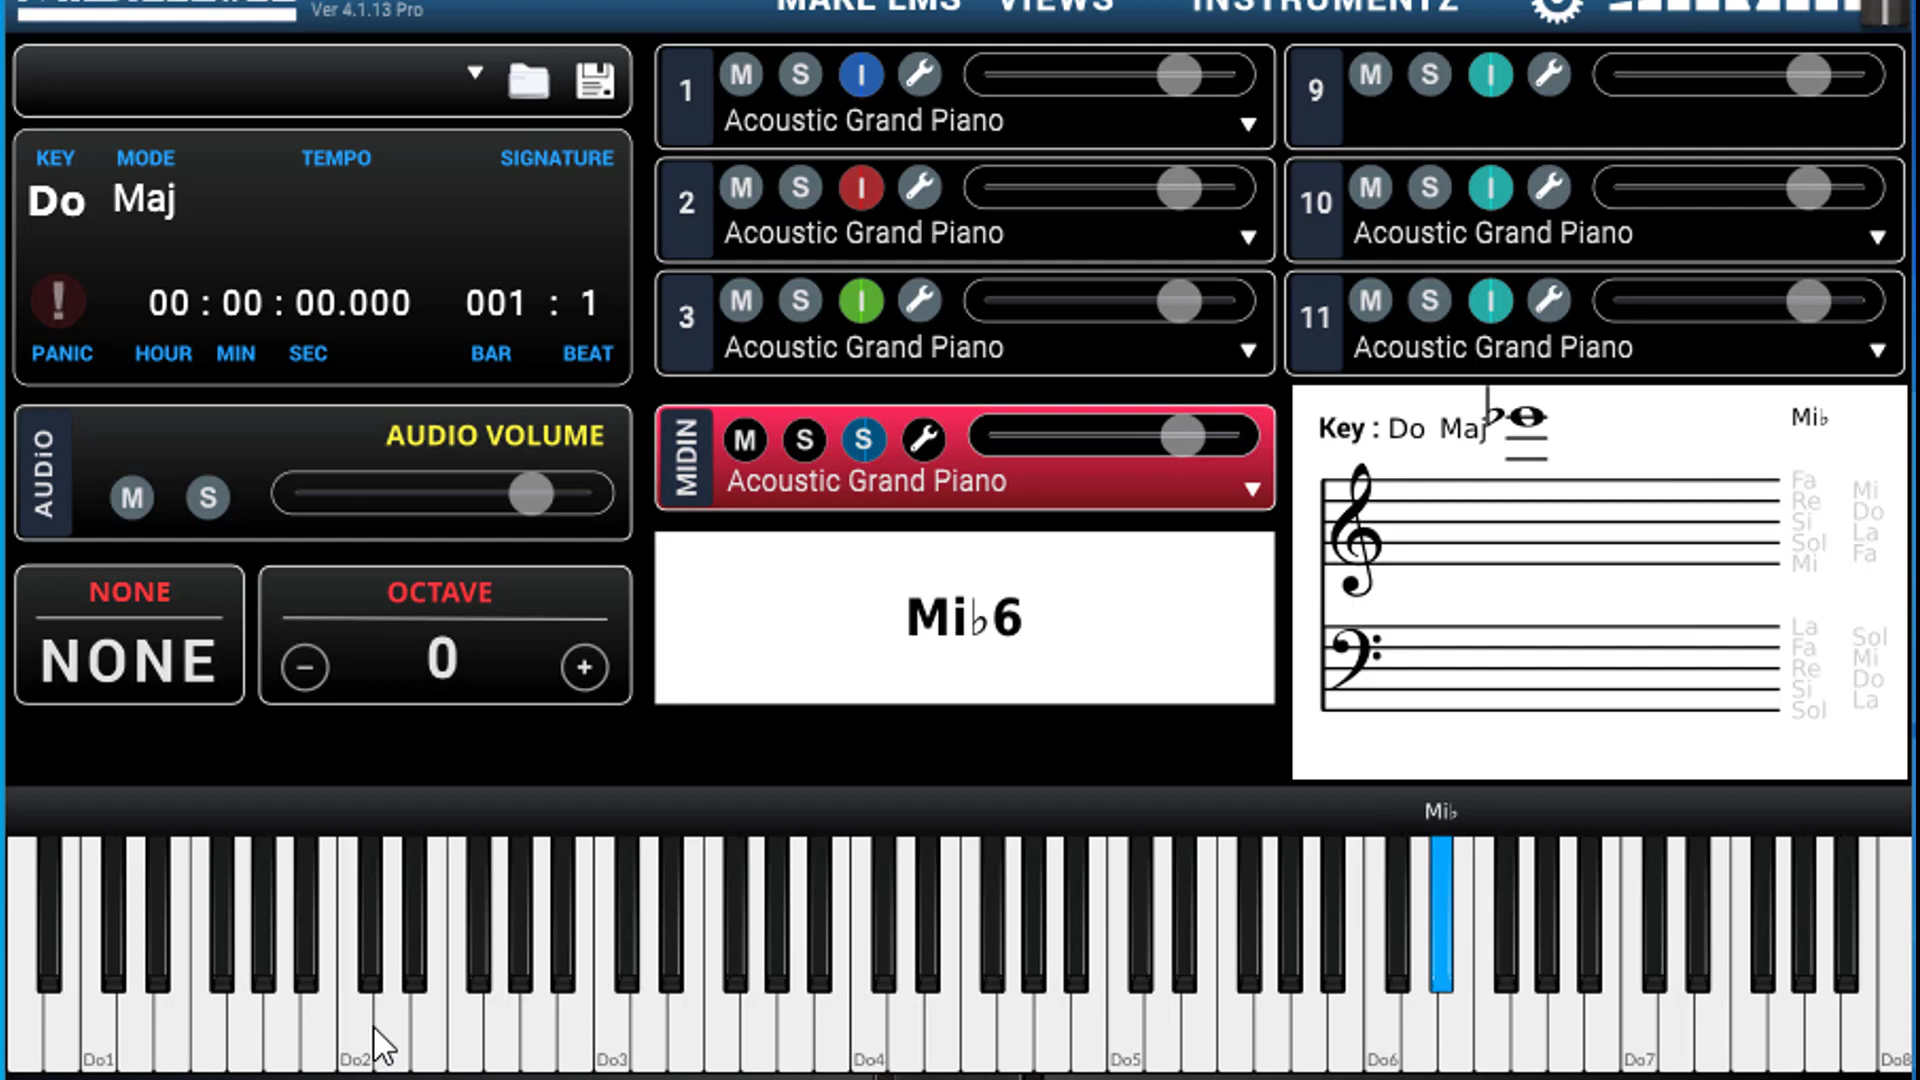 Ver 4.1.13 Pro
MAKE LMS VIEWS INSTRUMENTZ
KEY MODE TEMPO SIGNATURE
Do Maj
00 : 00 : 00.000 001 : 1
PANIC HOUR MIN SEC BAR BEAT
1 M S I
Acoustic Grand Piano
2 M S I
Acoustic Grand Piano
3 M S I
Acoustic Grand Piano
9 M S I
10 M S I
Acoustic Grand Piano
11 M S I
Acoustic Grand Piano
AUDiO
AUDIO VOLUME
M S
MIDIN M S S
Acoustic Grand Piano
NONE
NONE
OCTAVE
− 0 +
Mi♭6
Key : Do Maj
Mi♭
Fa
Mi
Re
Do
Si
La
Sol
Fa
Mi
La
Sol
Fa
Mi
Re
Do
Si
La
Sol
Mi♭
Do1 Do2 Do3 Do4 Do5 Do6 Do7 Do8